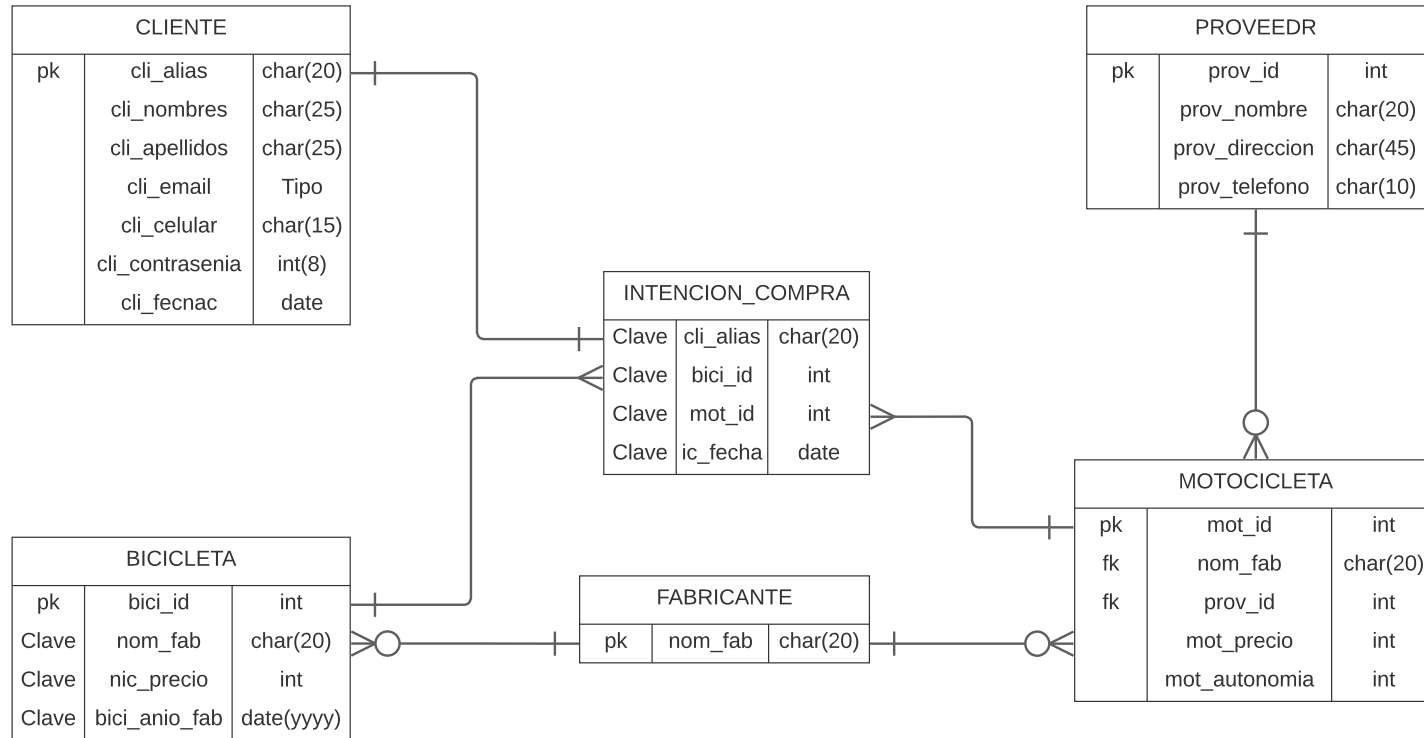 CLIENTE
pk cli_alias char(20)
cli_nombres char(25)
cli_apellidos char(25)
cli_email Tipo
cli_celular char(15)
cli_contrasenia int(8)
cli_fecnac date
PROVEEDR
pk prov_id int
prov_nombre char(20)
prov_direccion char(45)
prov_telefono char(10)
INTENCION_COMPRA
Clave cli_alias char(20)
Clave bici_id int
Clave mot_id int
Clave ic_fecha date
MOTOCICLETA
pk mot_id int
fk nom_fab char(20)
fk prov_id int
mot_precio int
mot_autonomia int
BICICLETA
pk bici_id int
Clave nom_fab char(20)
Clave nic_precio int
Clave bici_anio_fab date(yyyy)
FABRICANTE
pk nom_fab char(20)